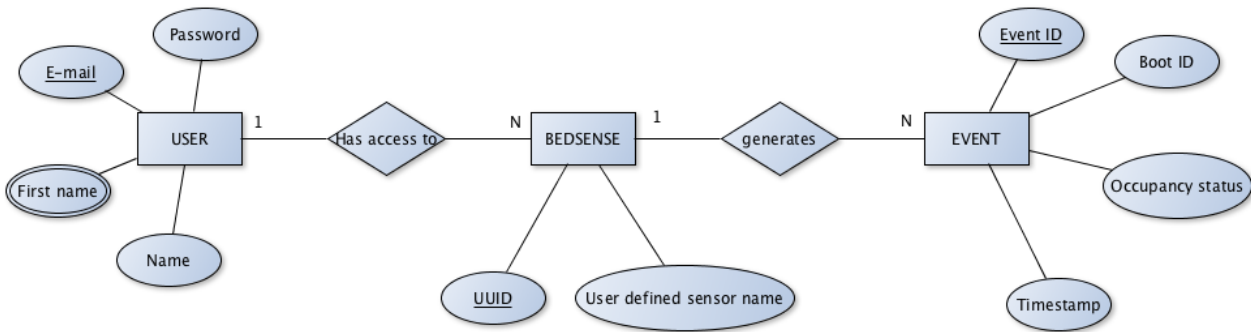 Password
Event ID
E-mail
Boot ID
USER
1
Has access to
N
BEDSENSE
1
generates
N
EVENT
First name
Occupancy status
Name
UUID
User defined sensor name
Timestamp